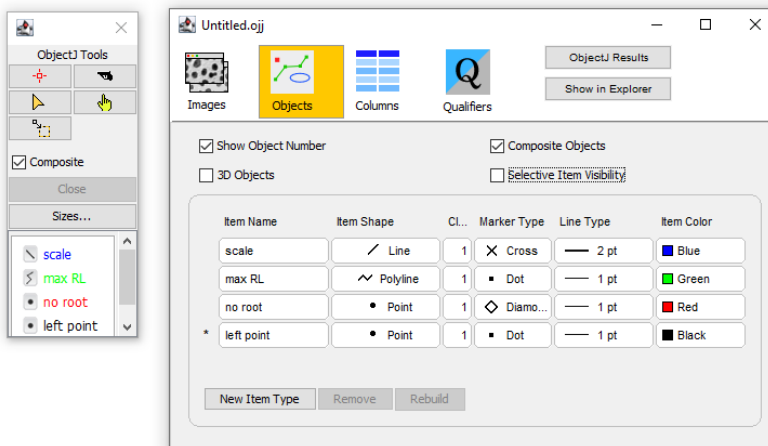 ObjectJ Tools
Composite
Close
Sizes...
scale
max RL
no root
left point
Untitled.ojj
Images
Objects
Columns
Q
Qualifiers
ObjectJ Results
Show in Explorer
Show Object Number
Composite Objects
3D Objects
Selective Item Visibility
Item Name Item Shape Cl... Marker Type Line Type Item Color
scale Line 1 Cross 2 pt Blue
max RL Polyline 1 Dot 1 pt Green
no root Point 1 Diamo... 1 pt Red
* left point Point 1 Dot 1 pt Black
New Item Type Remove Rebuild